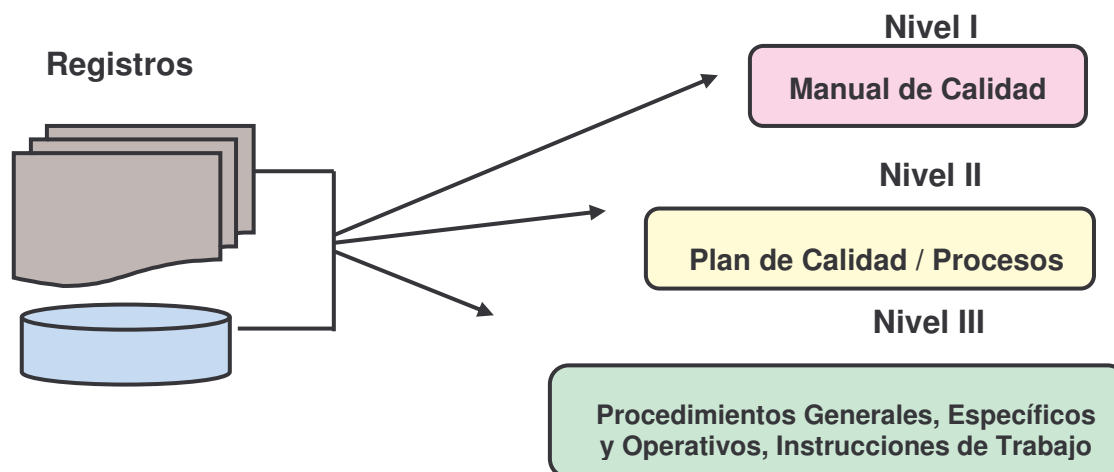 Registros
Nivel I
Manual de Calidad
Nivel II
Plan de Calidad / Procesos
Nivel III
Procedimientos Generales, Específicos
y Operativos, Instrucciones de Trabajo